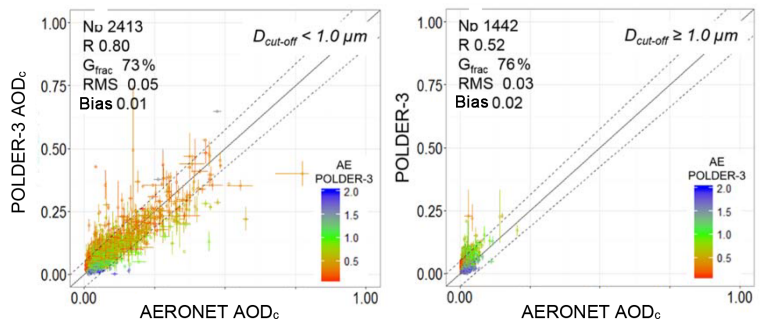 1.00
0.75
0.50
0.25
0.00
POLDER-3 AODc
Nb 2413
R 0.80
Gfrac 73%
RMS 0.05
Bias 0.01
Dcut-off < 1.0 µm
AE
POLDER-3
2.0
1.5
1.0
0.5
0.00
1.00
AERONET AODc
1.00
0.75
0.50
0.25
0.00
POLDER-3
Nb 1442
R 0.52
Gfrac 76%
RMS 0.03
Bias 0.02
Dcut-off ≥ 1.0 µm
AE
POLDER-3
2.0
1.5
1.0
0.5
0.00
1.00
AERONET AODc